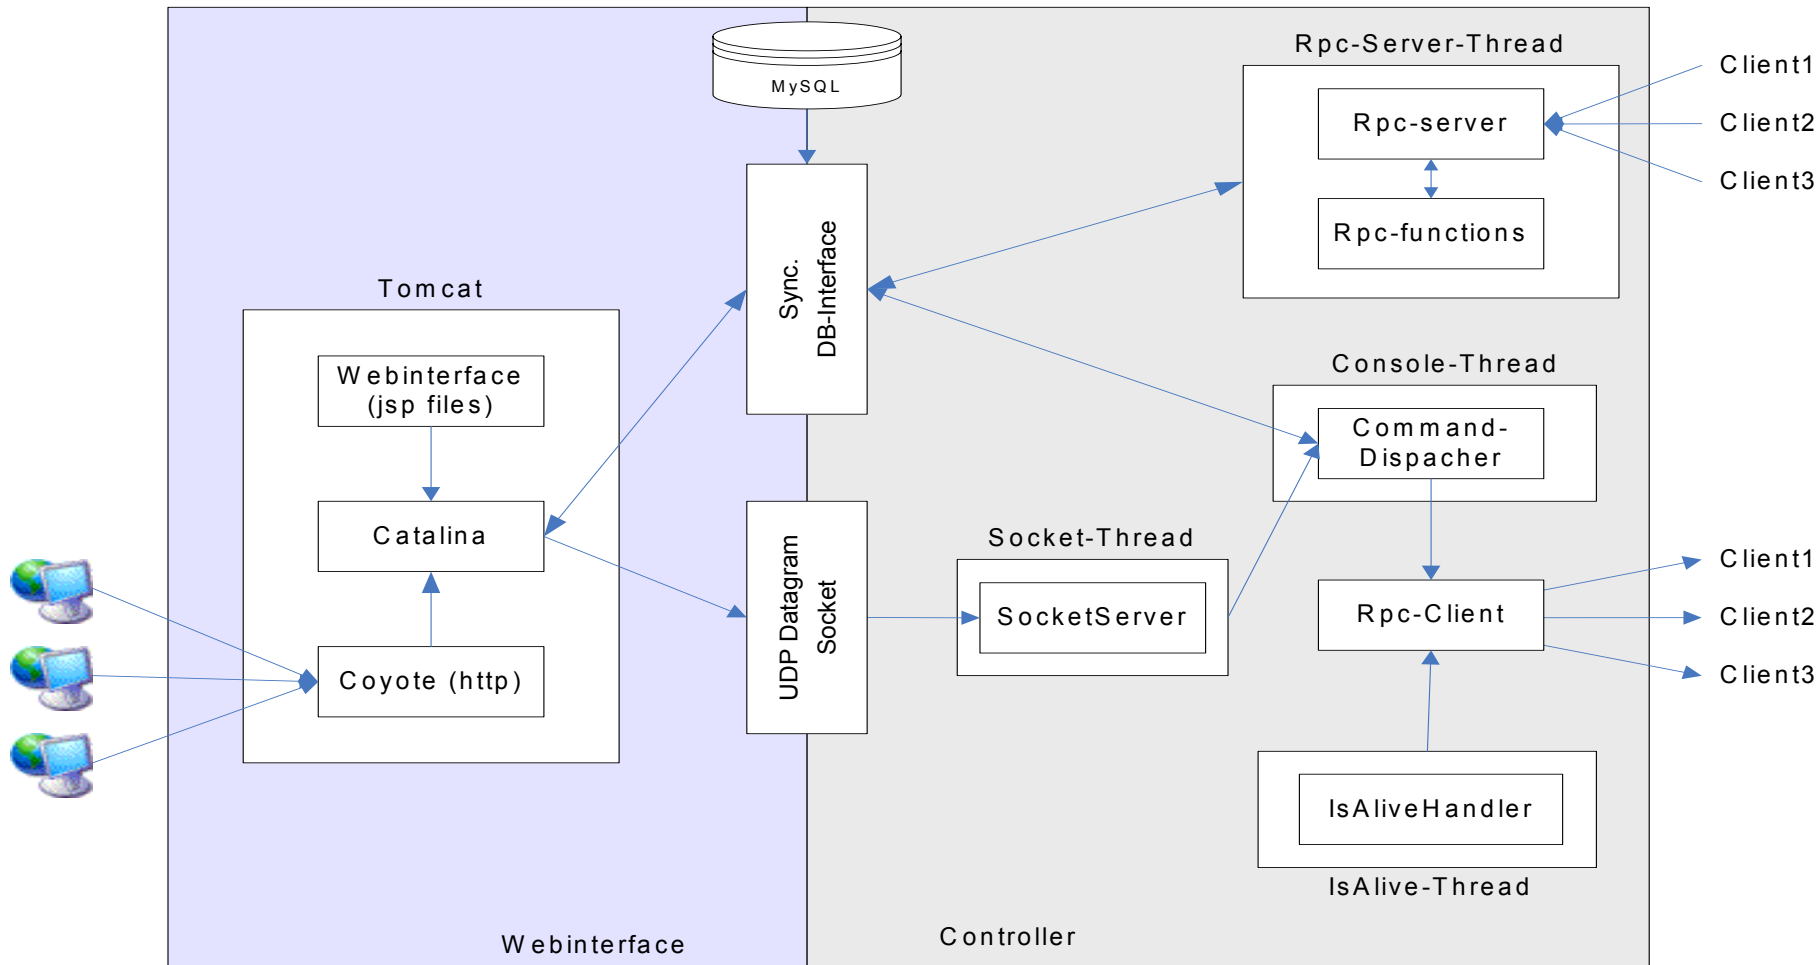 MySQL
Rpc-Server-Thread
Client1
Rpc-server
Client2
Client3
Rpc-functions
Sync.
DB-Interface
Tomcat
Webinterface
(jsp files)
Catalina
Coyote (http)
UDP Datagram
Socket
Socket-Thread
SocketServer
Console-Thread
Command-
Dispacher
Rpc-Client
Client1
Client2
Client3
IsAliveHandler
IsAlive-Thread
Webinterface
Controller